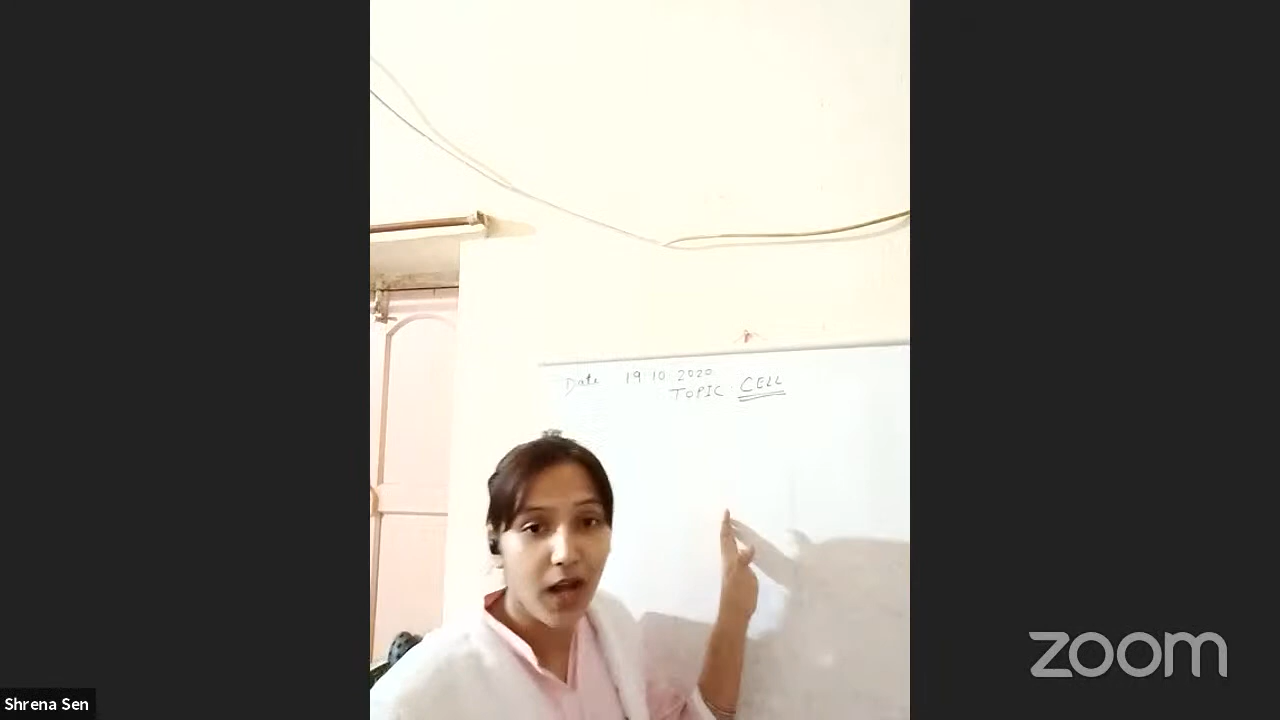 Date 19.10.2020
TOPIC : CELL
zoom
Shrena Sen